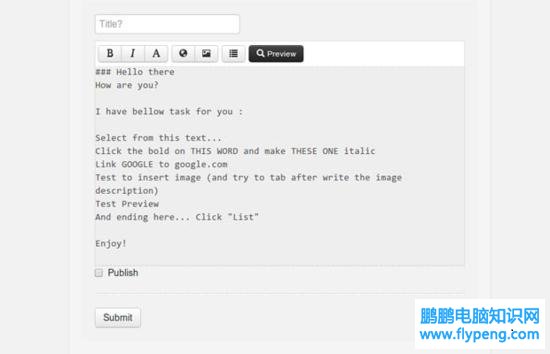 Title?
B I A Preview
### Hello there
How are you?
I have bellow task for you :
Select from this text...
Click the bold on THIS WORD and make THESE ONE italic
Link GOOGLE to google.com
Test to insert image (and try to tab after write the image
description)
Test Preview
And ending here... Click "List"
Enjoy!
Publish
Submit
鹏鹏电脑知识网
www.flypeng.com